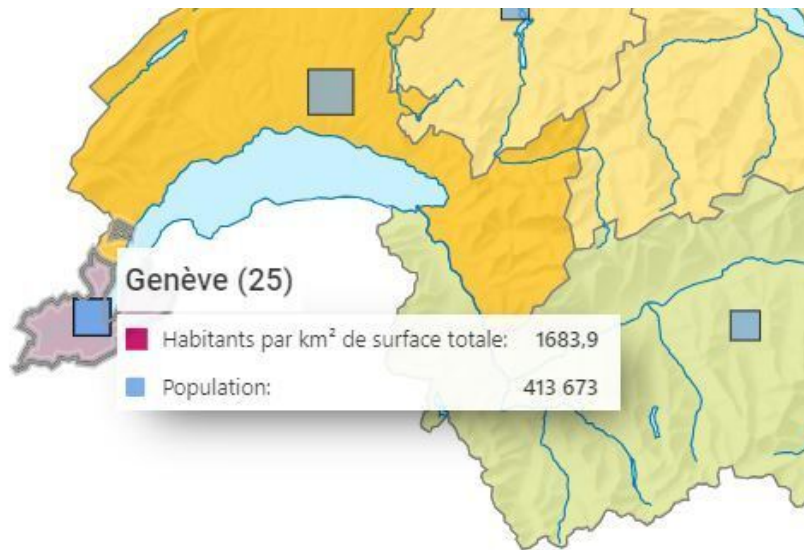 Genève (25)
Habitants par km² de surface totale: 1683,9
Population: 413 673